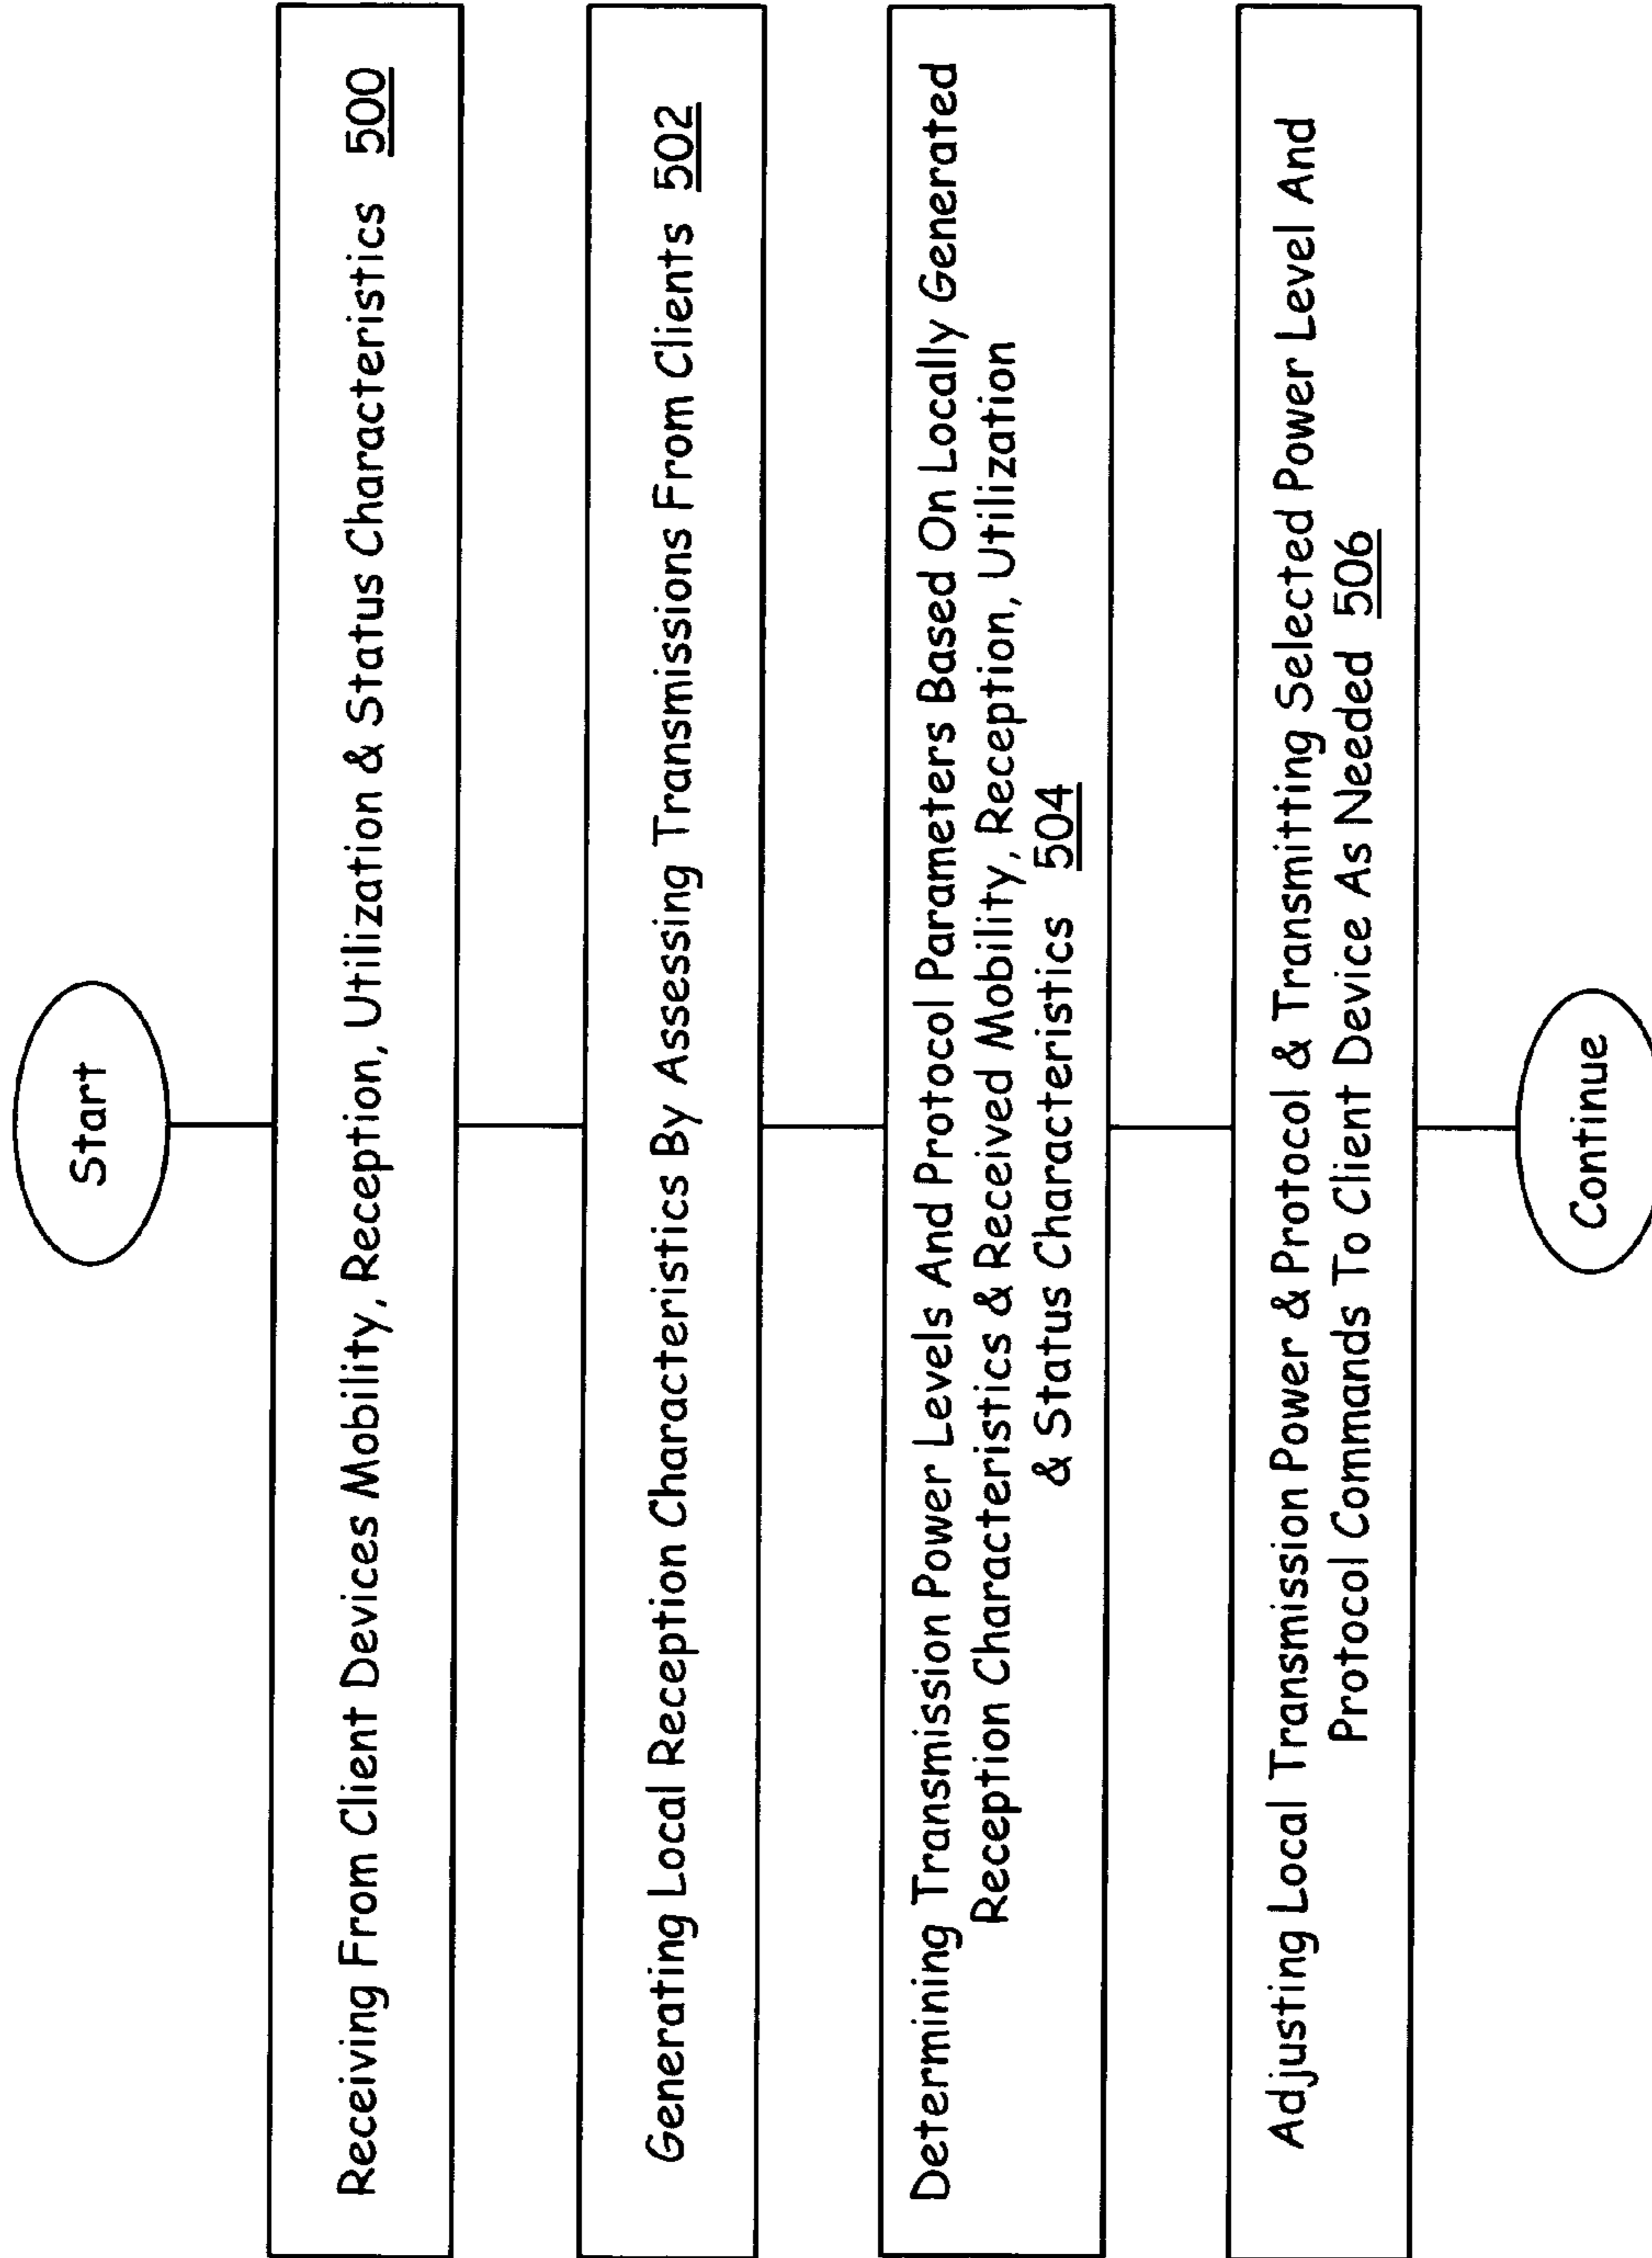 Start
Receiving From Client Devices Mobility, Reception, Utilization & Status Characteristics 500
Generating Local Reception Characteristics By Assessing Transmissions From Clients 502
Determining Transmission Power Levels And Protocol Parameters Based On Locally Generated
Reception Characteristics & Received Mobility, Reception, Utilization
& Status Characteristics 504
Adjusting Local Transmission Power & Protocol & Transmitting Selected Power Level And
Protocol Commands To Client Device As Needed 506
Continue